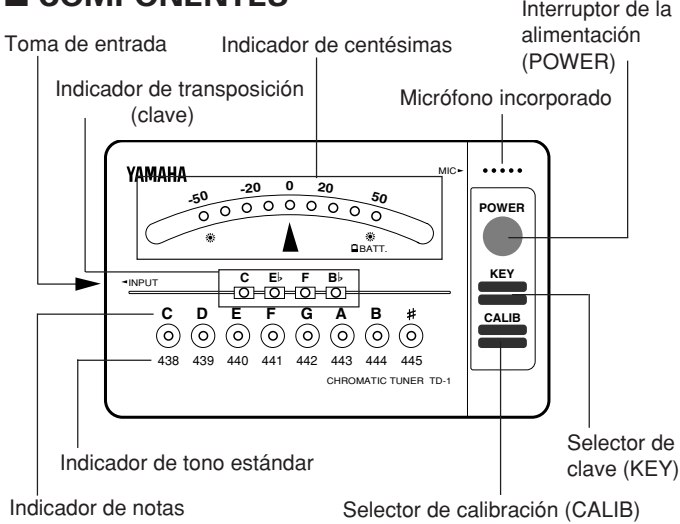 ■ COMPONENTES
Interruptor de la
alimentación
(POWER)
Toma de entrada
Indicador de centésimas
Indicador de transposición
(clave)
Micrófono incorporado
YAMAHA
MIC
-50 -20 0 20 50
BATT.
POWER
INPUT
C E♭ F B♭
KEY
C D E F G A B ♯
CALIB
438 439 440 441 442 443 444 445
CHROMATIC TUNER TD-1
Indicador de tono estándar
Selector de
clave (KEY)
Indicador de notas
Selector de calibración (CALIB)